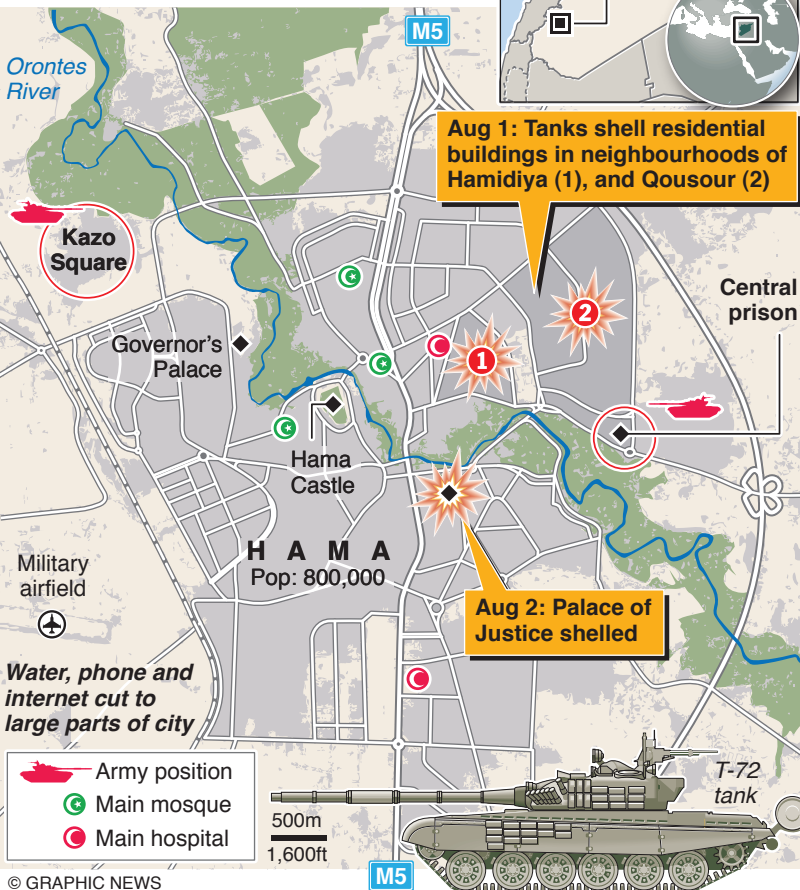 M5
Orontes
River
Aug 1: Tanks shell residential
buildings in neighbourhoods of
Hamidiya (1), and Qousour (2)
Kazo
Square
Central
prison
2
1
Governor's
Palace
Hama
Castle
H A M A
Pop: 800,000
Military
airfield
Aug 2: Palace of
Justice shelled
Water, phone and
internet cut to
large parts of city
Army position
Main mosque
Main hospital
500m
1,600ft
T-72
tank
M5
© GRAPHIC NEWS